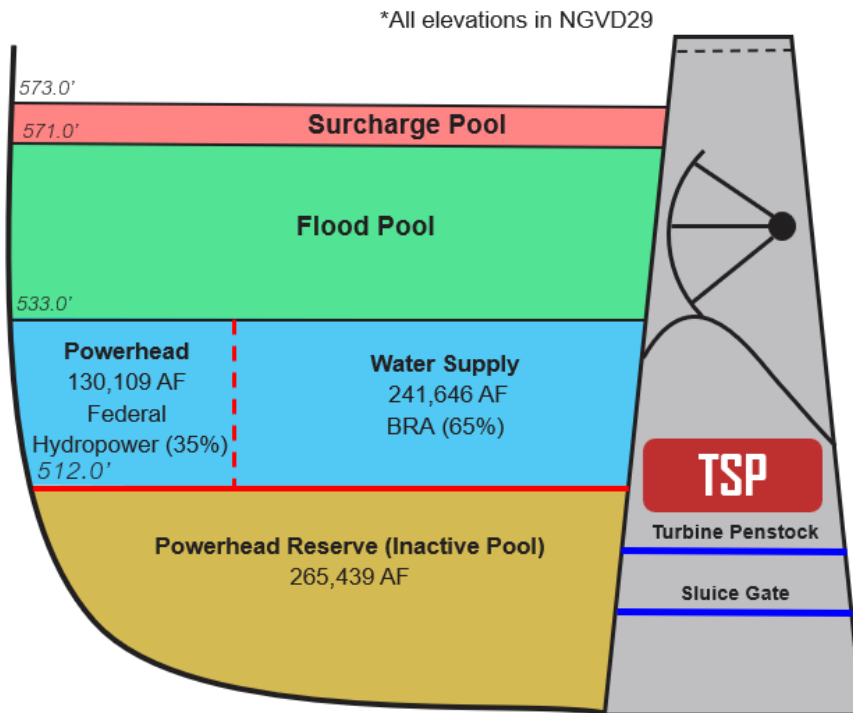 *All elevations in NGVD29
573.0’
571.0’
Surcharge Pool
Flood Pool
533.0’
Powerhead
130,109 AF
Federal
Hydropower (35%)
Water Supply
241,646 AF
BRA (65%)
512.0’
TSP
Turbine Penstock
Powerhead Reserve (Inactive Pool)
265,439 AF
Sluice Gate